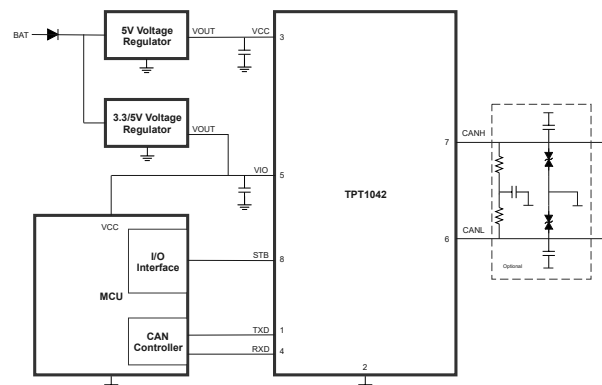 BAT
5V Voltage
Regulator
VOUT
VCC
3
3.3/5V Voltage
Regulator
VOUT
VIO
5
TPT1042
7
CANH
6
CANL
Optional
VCC
I/O
Interface
STB
8
MCU
CAN
Controller
TXD
1
RXD
4
2